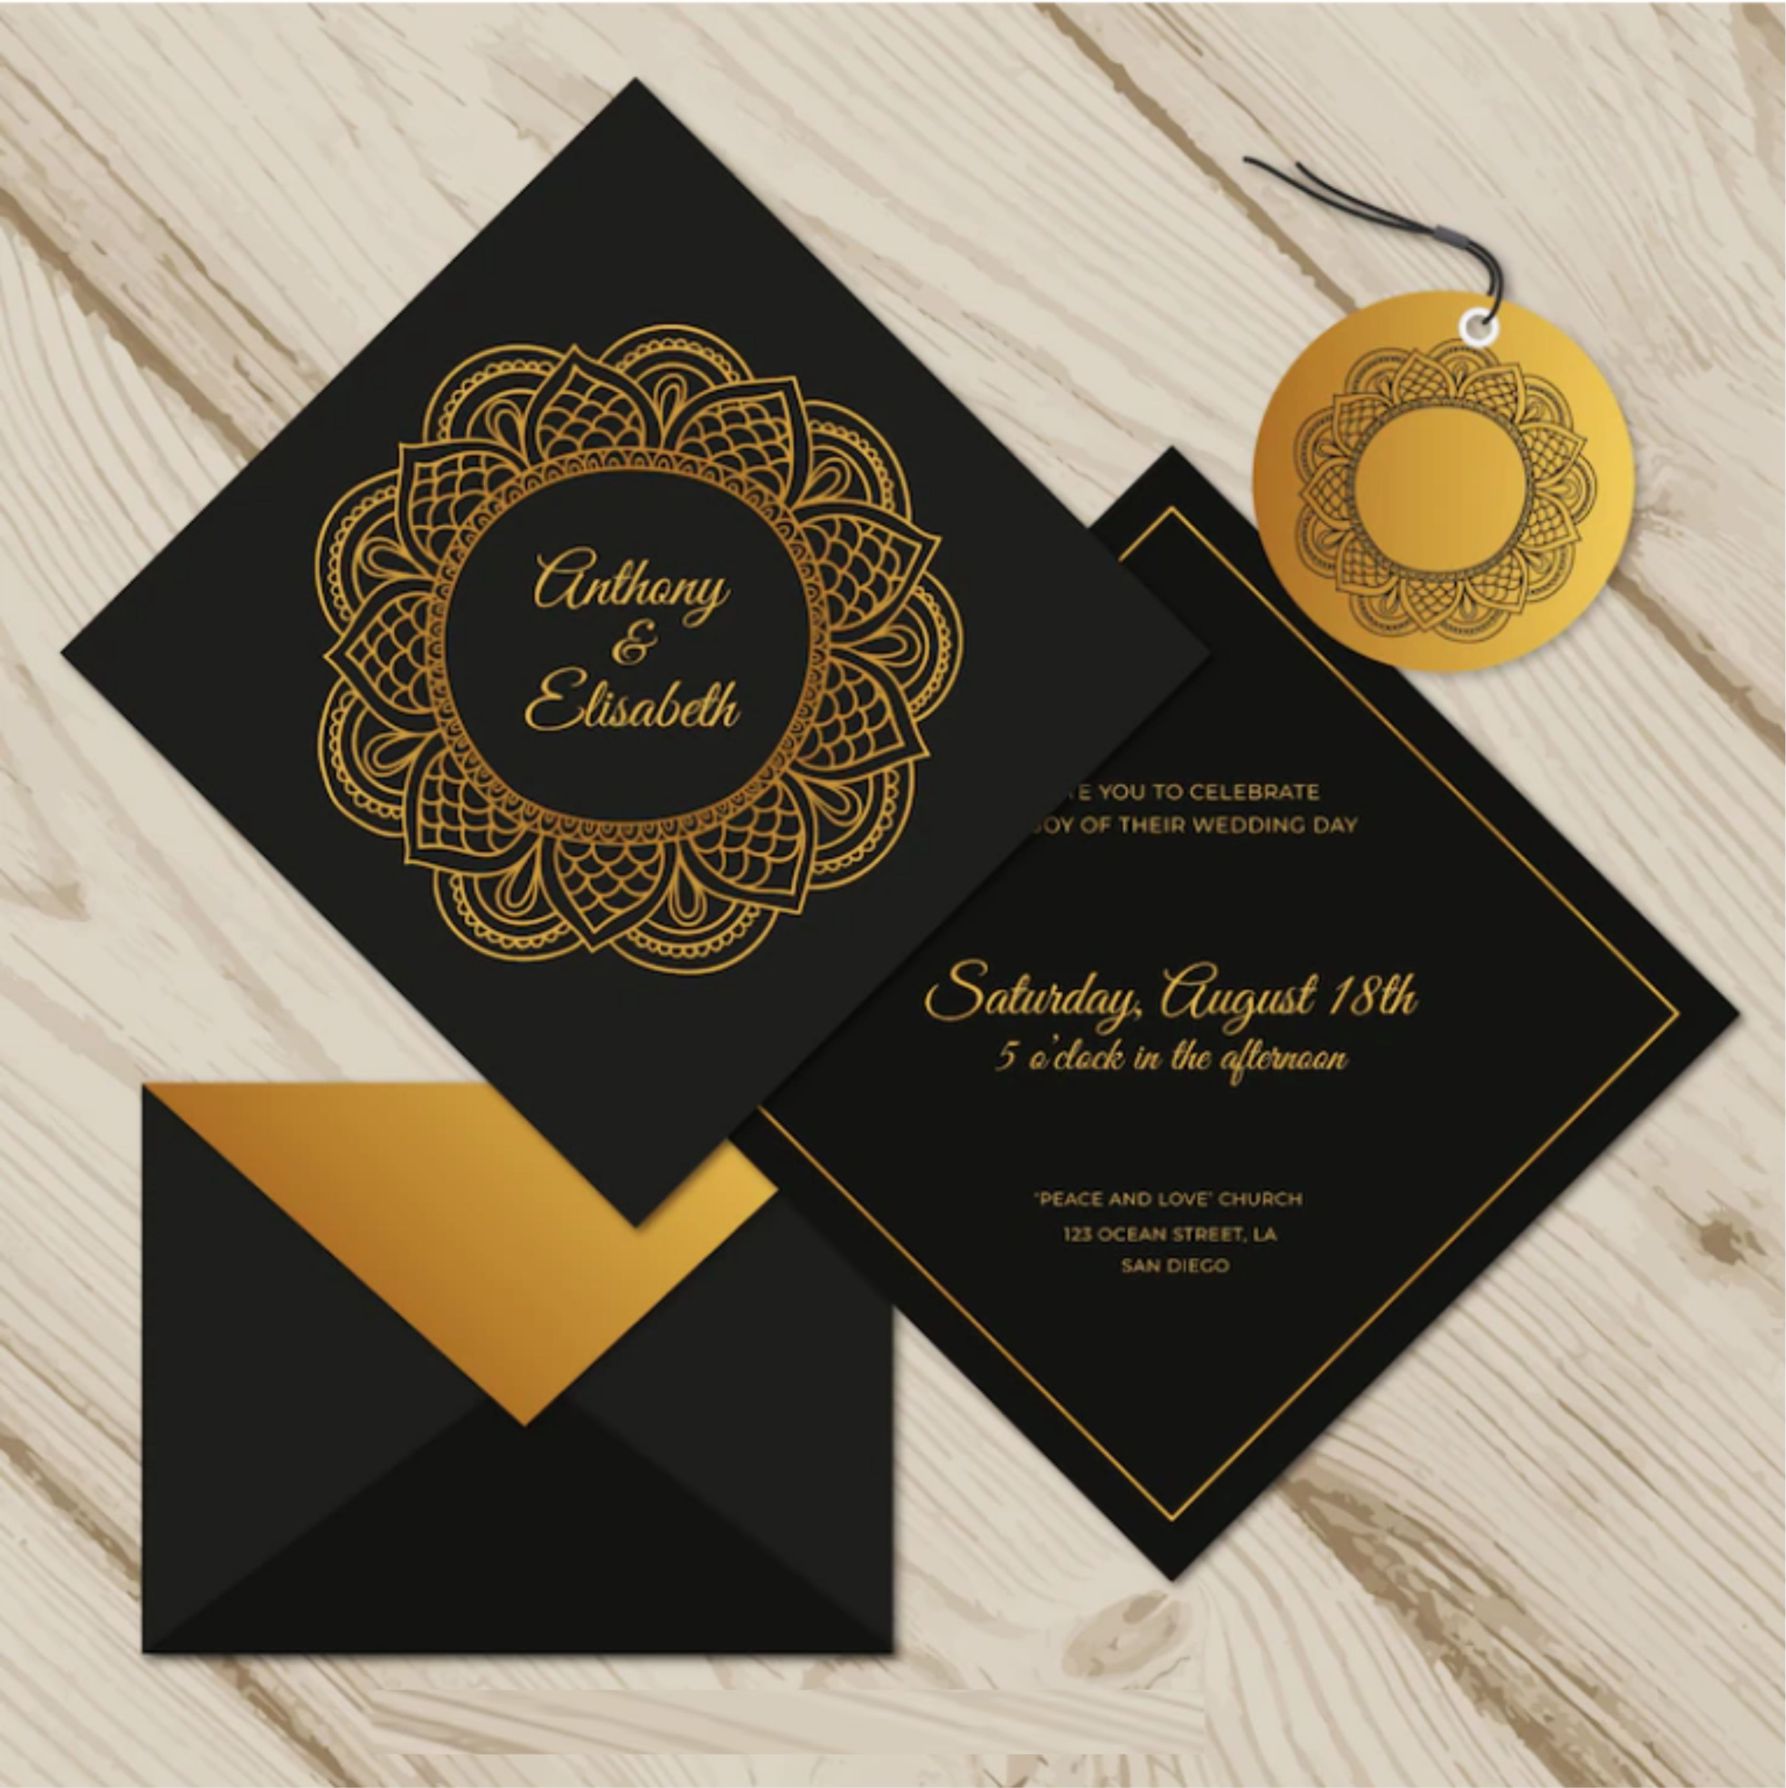 Anthony
&
Elisabeth
YOU TO CELEBRATE
OF THEIR WEDDING DAY
Saturday, August 18th
5 o'clock in the afternoon
'PEACE AND LOVE' CHURCH
123 OCEAN STREET, LA
SAN DIEGO